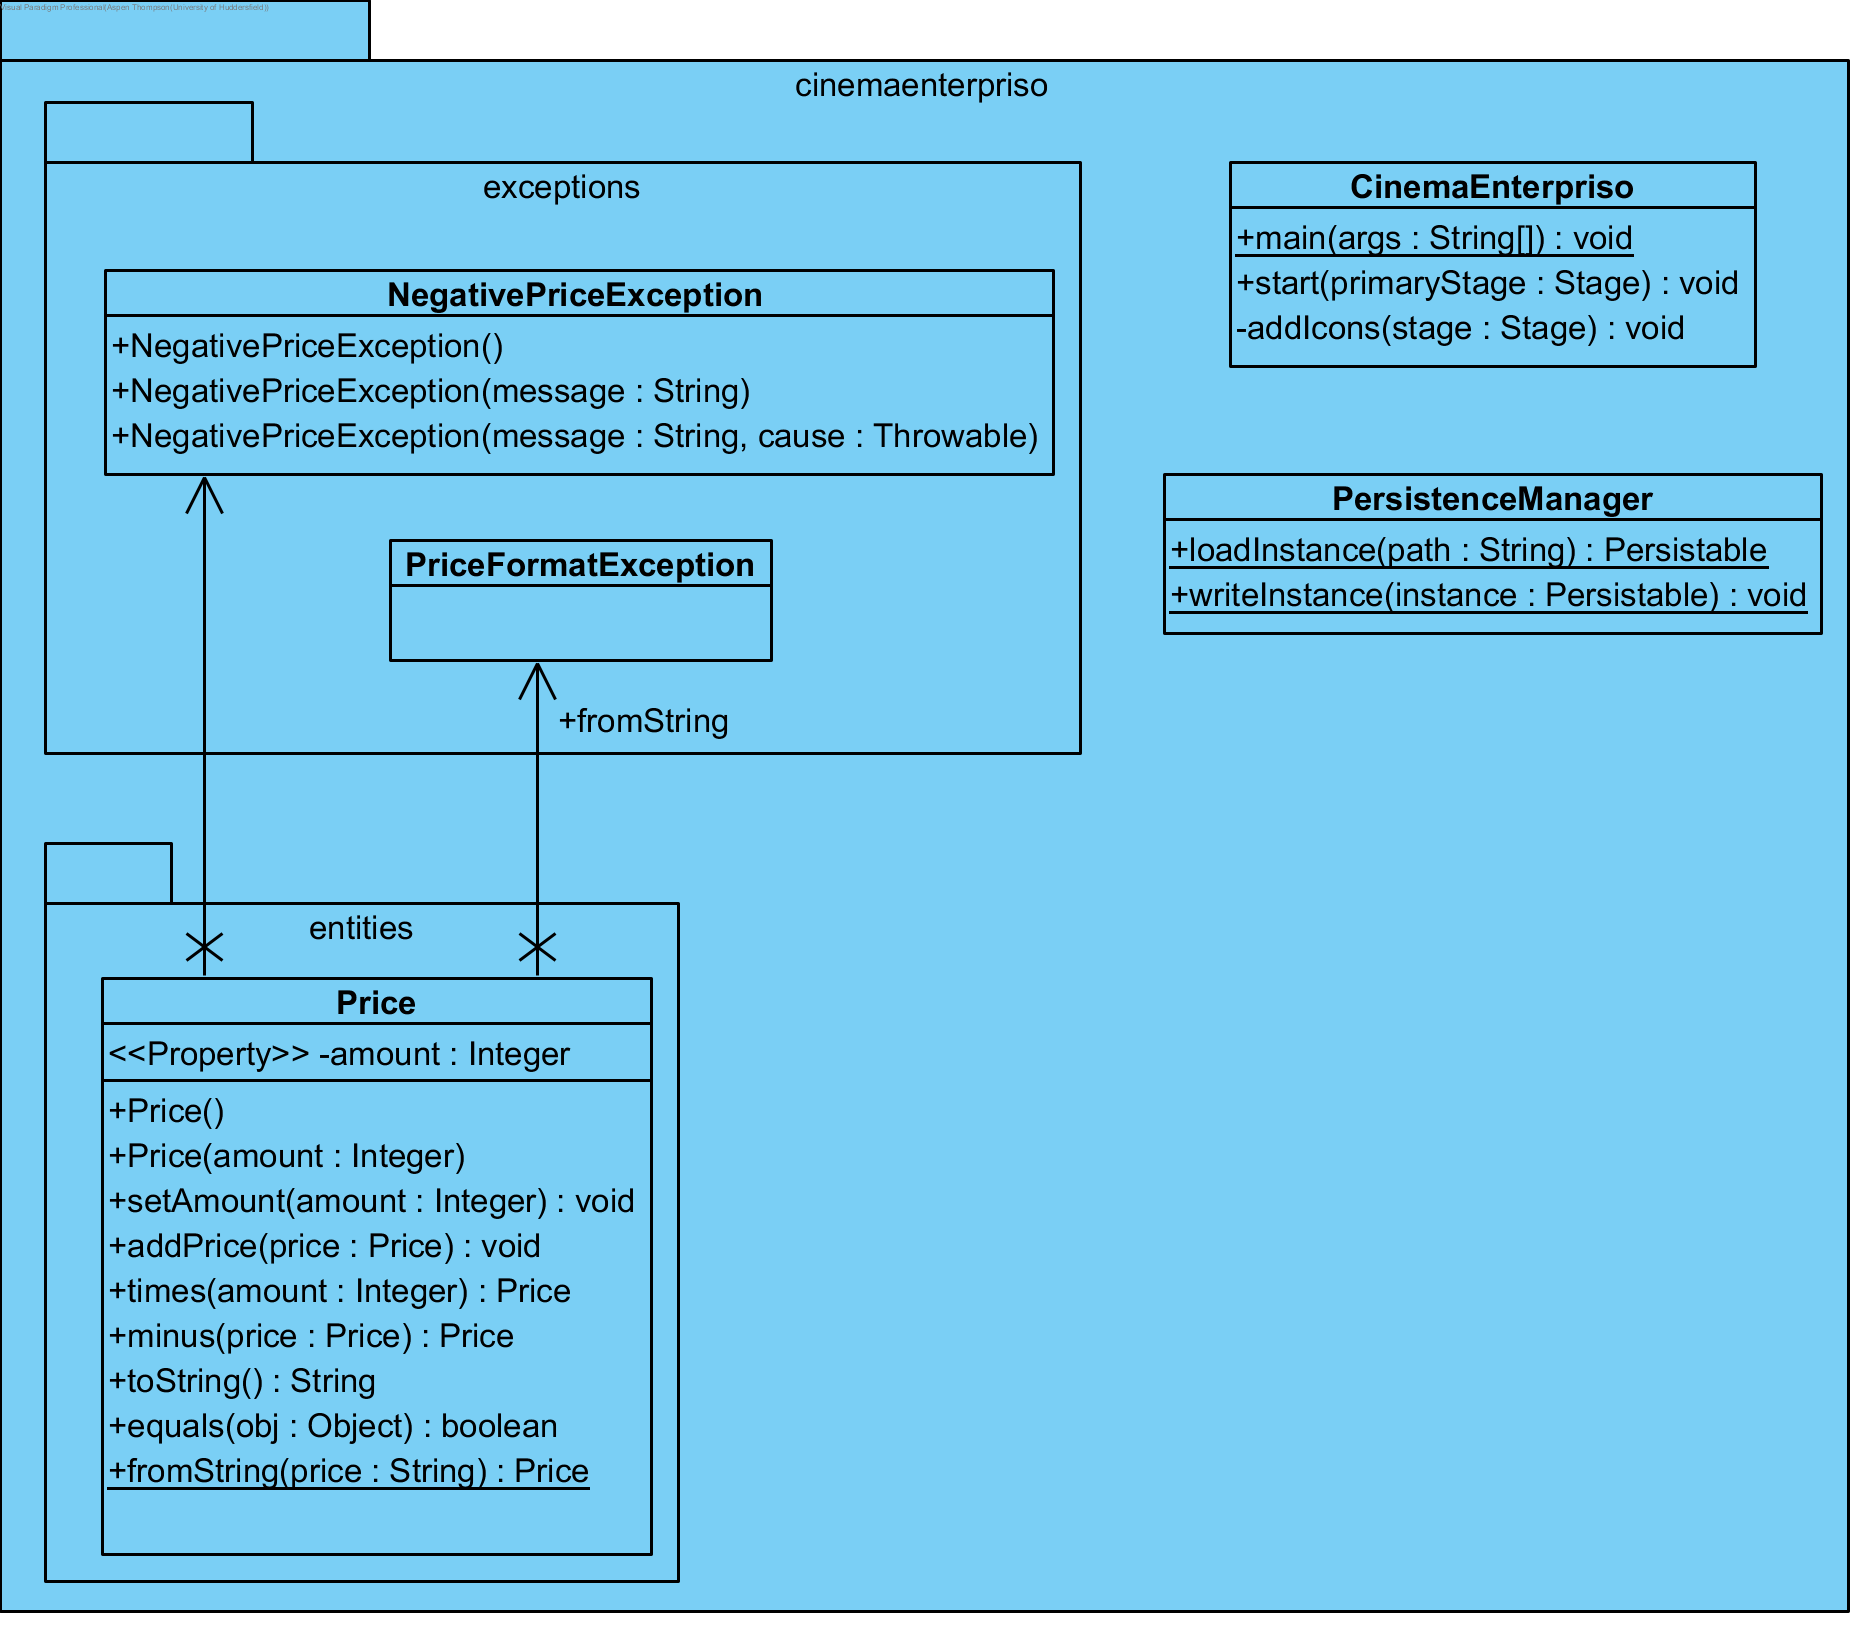 Visual Paradigm Professional(Aspen Thompson(University of Huddersfield))
cinemaenterpriso
exceptions
NegativePriceException
+NegativePriceException()
+NegativePriceException(message : String)
+NegativePriceException(message : String, cause : Throwable)
PriceFormatException
+fromString
CinemaEnterpriso
+main(args : String[]) : void
+start(primaryStage : Stage) : void
-addIcons(stage : Stage) : void
PersistenceManager
+loadInstance(path : String) : Persistable
+writeInstance(instance : Persistable) : void
entities
Price
<<Property>> -amount : Integer
+Price()
+Price(amount : Integer)
+setAmount(amount : Integer) : void
+addPrice(price : Price) : void
+times(amount : Integer) : Price
+minus(price : Price) : Price
+toString() : String
+equals(obj : Object) : boolean
+fromString(price : String) : Price